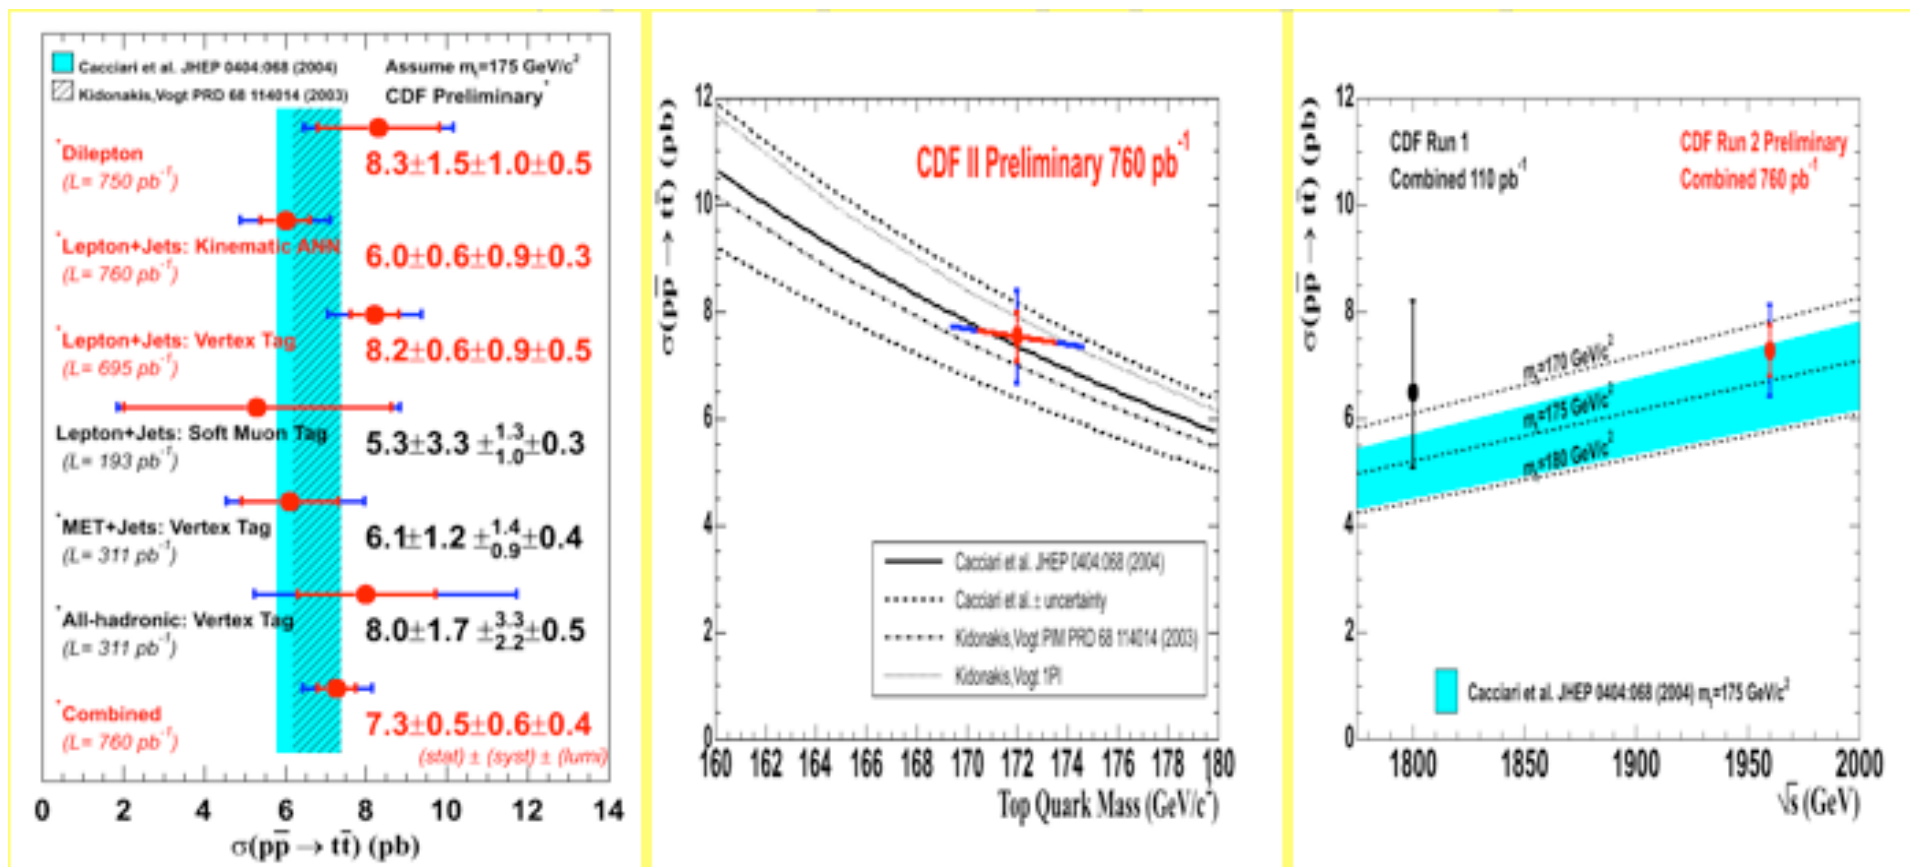 Cacciari et al. JHEP 0404:068 (2004)
Assume mₜ=175 GeV/c²
Kidonakis,Vogt PRD 68 114014 (2003)
CDF Preliminary*
*Dilepton
(L= 750 pb⁻¹)
8.3±1.5±1.0±0.5
*Lepton+Jets: Kinematic ANN
(L= 760 pb⁻¹)
6.0±0.6±0.9±0.3
*Lepton+Jets: Vertex Tag
(L= 695 pb⁻¹)
8.2±0.6±0.9±0.5
Lepton+Jets: Soft Muon Tag
(L= 193 pb⁻¹)
5.3±3.3 ±1.3 1.0 ±0.3
*MET+Jets: Vertex Tag
(L= 311 pb⁻¹)
6.1±1.2 ±1.4 0.9 ±0.4
*All-hadronic: Vertex Tag
(L= 311 pb⁻¹)
8.0±1.7 ±3.3 2.2 ±0.5
*Combined
(L= 760 pb⁻¹)
7.3±0.5±0.6±0.4
(stat) ± (syst) ± (lumi)
0 2 4 6 8 10 12 14
σ(pp̅ → tt̅) (pb)
σ(pp̅ → tt̅) (pb)
12
10
8
6
4
2
0
CDF II Preliminary 760 pb⁻¹
Cacciari et al. JHEP 0404:068 (2004)
Cacciari et al. ± uncertainty
Kidonakis,Vogt PIM PRD 68 114014 (2003)
Kidonakis,Vogt 1PI
160 162 164 166 168 170 172 174 176 178 180
Top Quark Mass (GeV/c²)
σ(pp̅ → tt̅) (pb)
12
10
8
6
4
2
0
CDF Run 1
Combined 110 pb⁻¹
CDF Run 2 Preliminary
Combined 760 pb⁻¹
mₜ=170 GeV/c²
mₜ=175 GeV/c²
mₜ=180 GeV/c²
Cacciari et al. JHEP 0404:068 (2004) mₜ=175 GeV/c²
1800 1850 1900 1950 2000
√s (GeV)